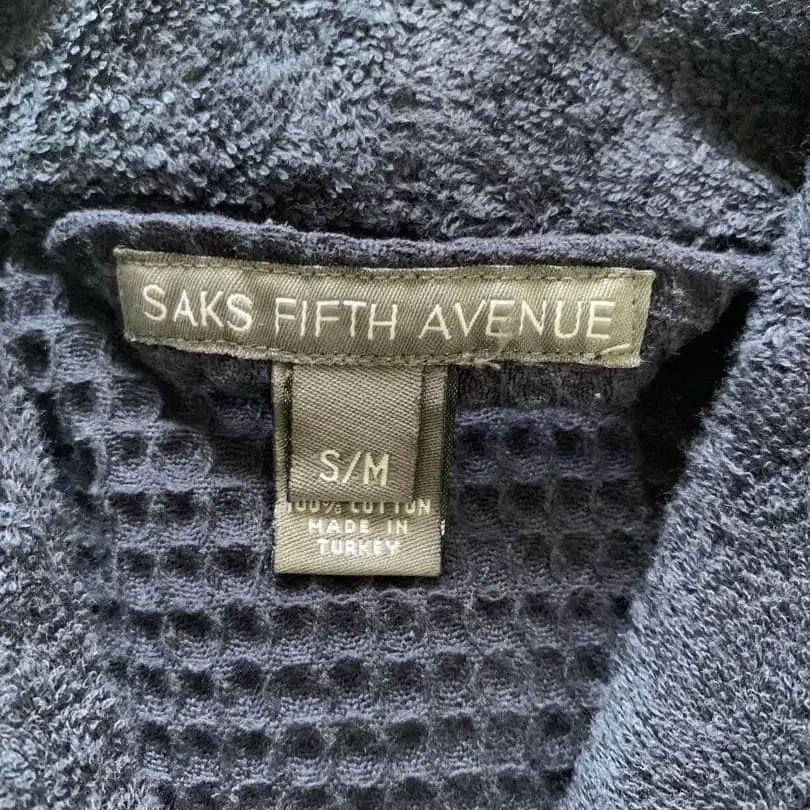 SAKS FIFTH AVENUE
S/M
100% COTTON
MADE IN
TURKEY